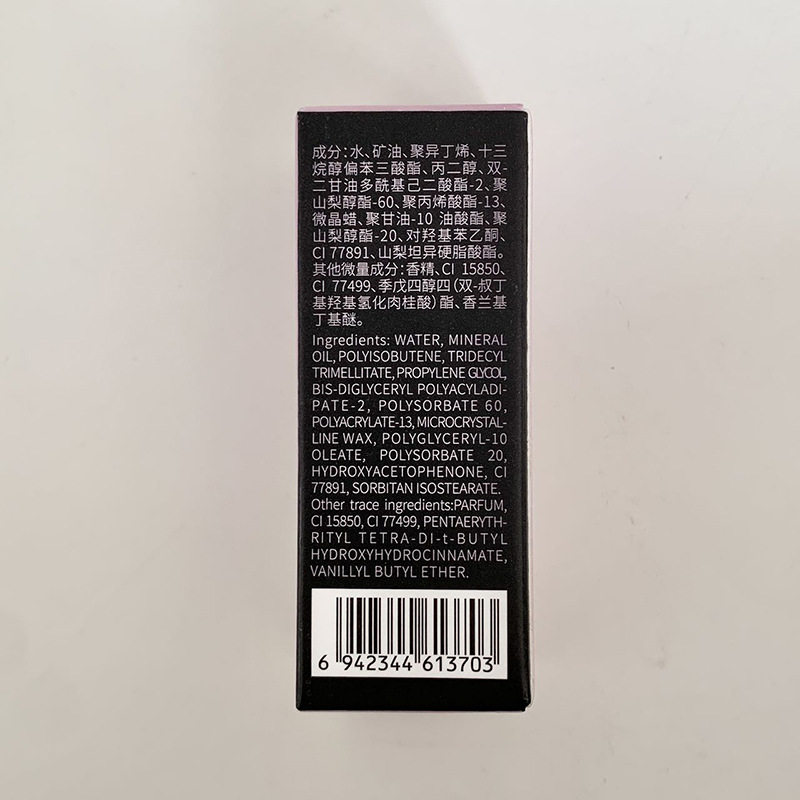 成分：水、矿油、聚异丁烯、十三
烷醇偏苯三酸酯、丙二醇、双-
二甘油多酰基己二酸酯-2、聚
山梨醇酯-60、聚丙烯酸酯-13、
微晶蜡、聚甘油-10 油酸酯、聚
山梨醇酯-20、对羟基苯乙酮、
CI 77891、山梨坦异硬脂酸酯。
其他微量成分：香精、CI 15850、
CI 77499、季戊四醇四（双-叔丁
基羟基氢化肉桂酸）酯、香兰基
丁基醚。
Ingredients: WATER, MINERAL
OIL, POLYISOBUTENE, TRIDECYL
TRIMELLITATE, PROPYLENE GLYCOL,
BIS-DIGLYCERYL POLYACYLADI-
PATE-2, POLYSORBATE 60,
POLYACRYLATE-13, MICROCRYSTAL-
LINE WAX, POLYGLYCERYL-10
OLEATE, POLYSORBATE 20,
HYDROXYACETOPHENONE, CI
77891, SORBITAN ISOSTEARATE.
Other trace ingredients:PARFUM,
CI 15850, CI 77499, PENTAERYTH-
RITYL TETRA-DI-t-BUTYL
HYDROXYHYDROCINNAMATE,
VANILLYL BUTYL ETHER.
6 942344 613703